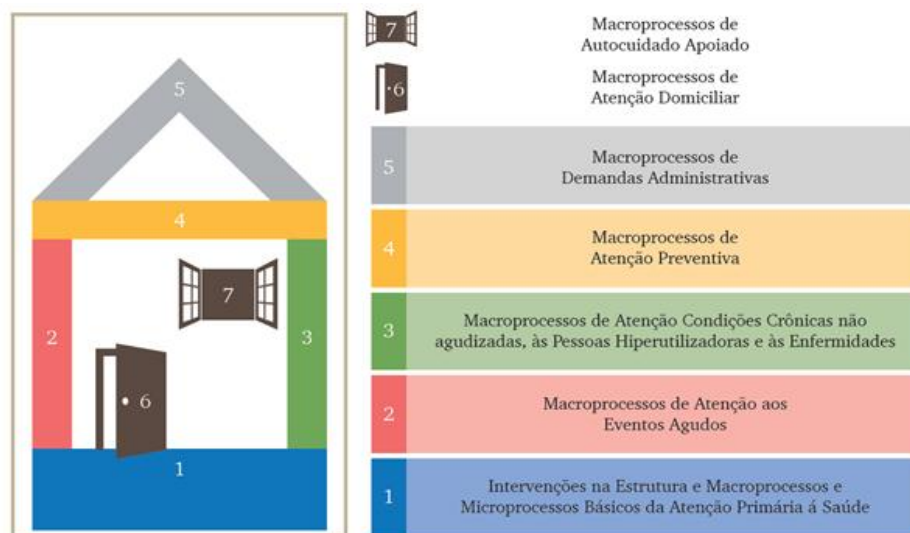 5
4
7
2
3
6
1
7
Macroprocessos de
Autocuidado Apoiado
6
Macroprocessos de
Atenção Domiciliar
5
Macroprocessos de
Demandas Administrativas
4
Macroprocessos de
Atenção Preventiva
3
Macroprocessos de Atenção Condições Crônicas não
agudizadas, às Pessoas Hiperutilizadoras e às Enfermidades
2
Macroprocessos de Atenção aos
Eventos Agudos
1
Intervenções na Estrutura e Macroprocessos e
Microprocessos Básicos da Atenção Primária á Saúde